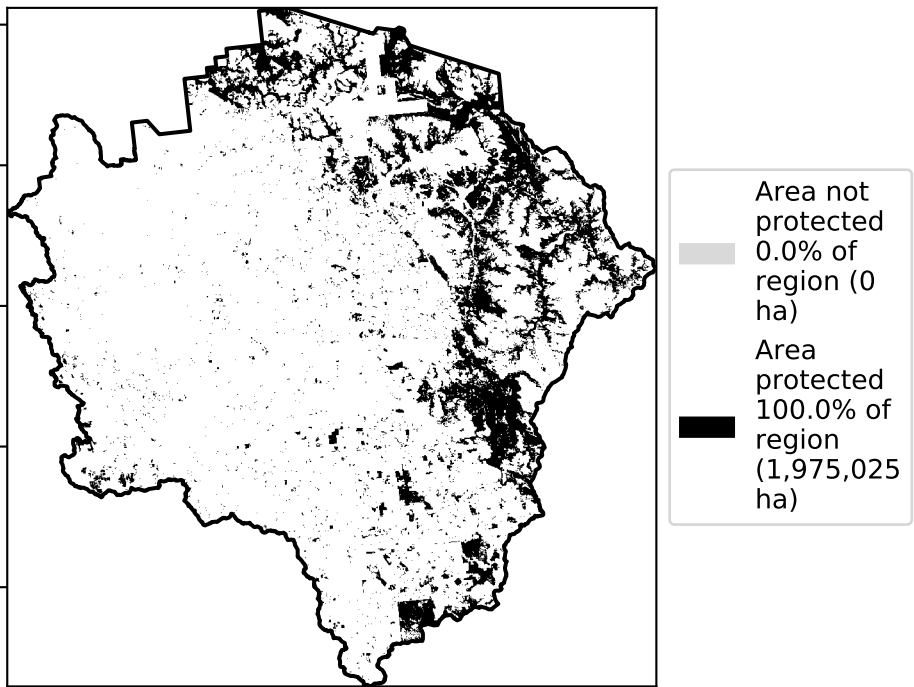 Area not
protected
0.0% of
region (0
ha)
Area
protected
100.0% of
region
(1,975,025
ha)